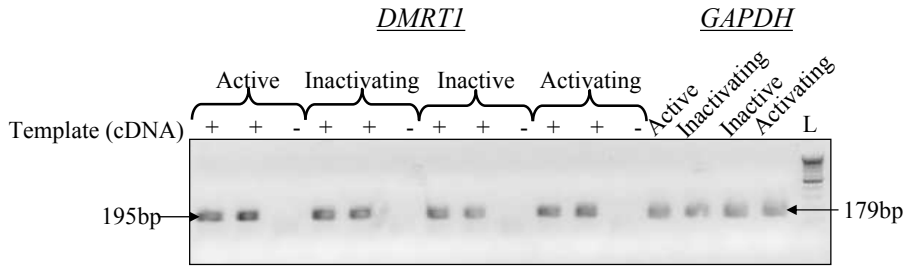 DMRT1 GAPDH
Active Inactivating Inactive Activating Active Inactivating Inactive Activating
Template (cDNA) + + - + + - + + - + + - L
195bp 179bp